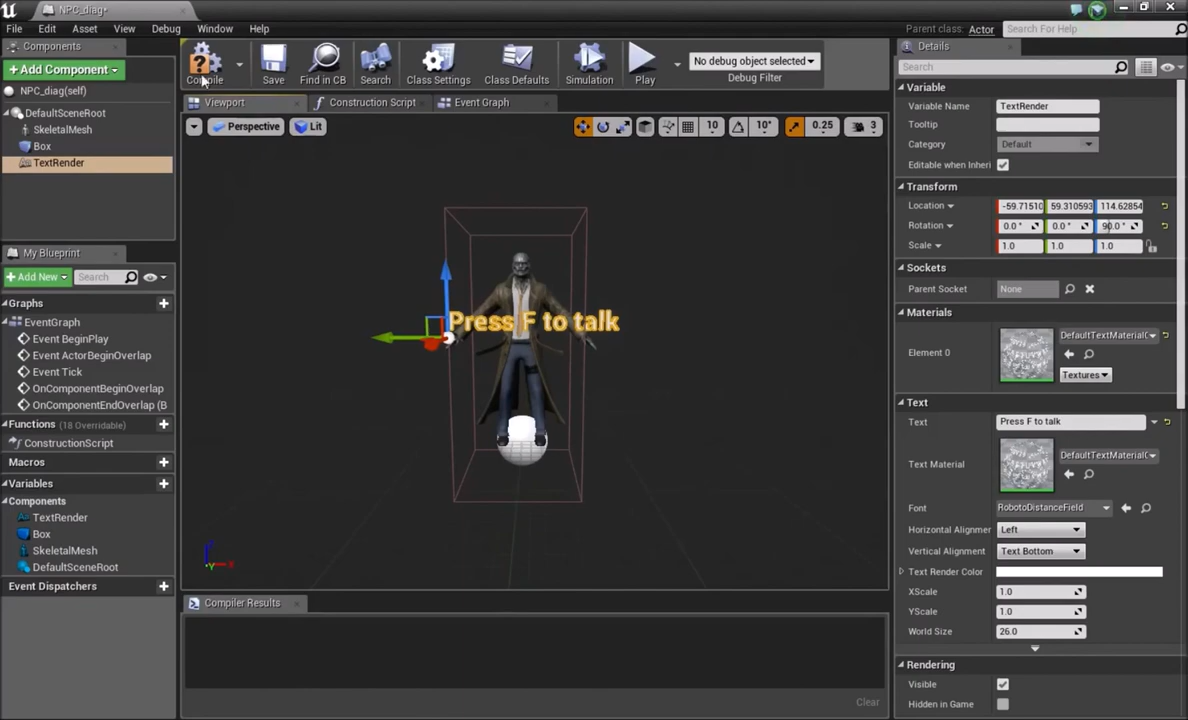 NPC_diag*
File Edit Asset View Debug Window Help
Parent class: Actor
Search For Help
Components
+ Add Component
NPC_diag(self)
DefaultSceneRoot
SkeletalMesh
Box
TextRender
Compile
Save
Find in CB
Search
Class Settings
Class Defaults
Simulation
Play
No debug object selected
Debug Filter
Viewport
Construction Script
Event Graph
Perspective
Lit
10
10°
0.25
3
Press F to talk
Z
X
Y
My Blueprint
+ Add New
Search
Graphs
EventGraph
Event BeginPlay
Event ActorBeginOverlap
Event Tick
OnComponentBeginOverlap
OnComponentEndOverlap (B
Functions (18 Overridable)
ConstructionScript
Macros
Variables
Components
TextRender
Box
SkeletalMesh
DefaultSceneRoot
Event Dispatchers
Compiler Results
Clear
Details
Search
Variable
Variable Name TextRender
Tooltip
Category Default
Editable when Inheri
Transform
Location -59.71510 59.310593 114.62854
Rotation 0.0 ° 0.0 ° 90.0 °
Scale 1.0 1.0 1.0
Sockets
Parent Socket None
Materials
Element 0 DefaultTextMaterialO
Textures
Text
Text Press F to talk
Text Material DefaultTextMaterialO
Font RobotoDistanceField
Horizontal Alignmer Left
Vertical Alignment Text Bottom
Text Render Color
XScale 1.0
YScale 1.0
World Size 26.0
Rendering
Visible
Hidden in Game